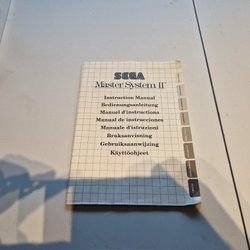 SEGA
Master System II
Instruction Manual
Bedienungsanleitung
Manuel d'instructions
Manual de instrucciones
Manuale d'istruzioni
Bruksanvisning
Gebruiksaanwijzing
Käyttöohjeet